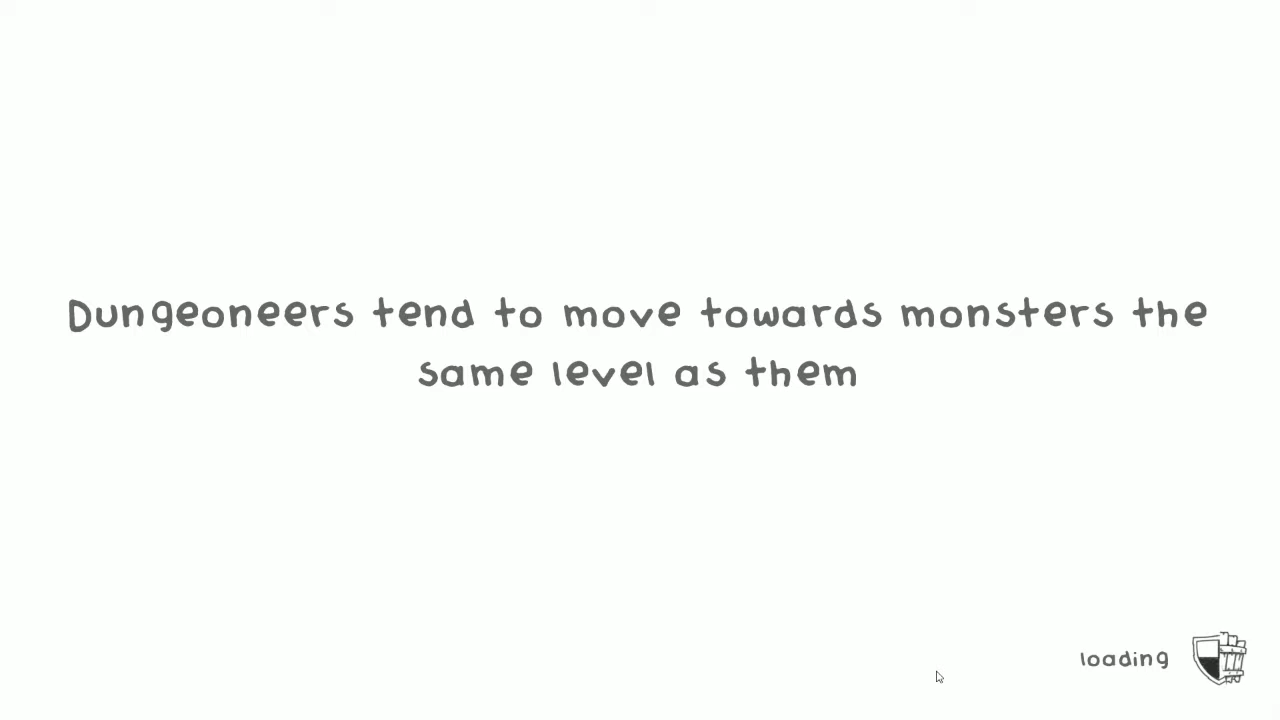 Dungeoneers tend to move towards monsters the
same level as them
loading